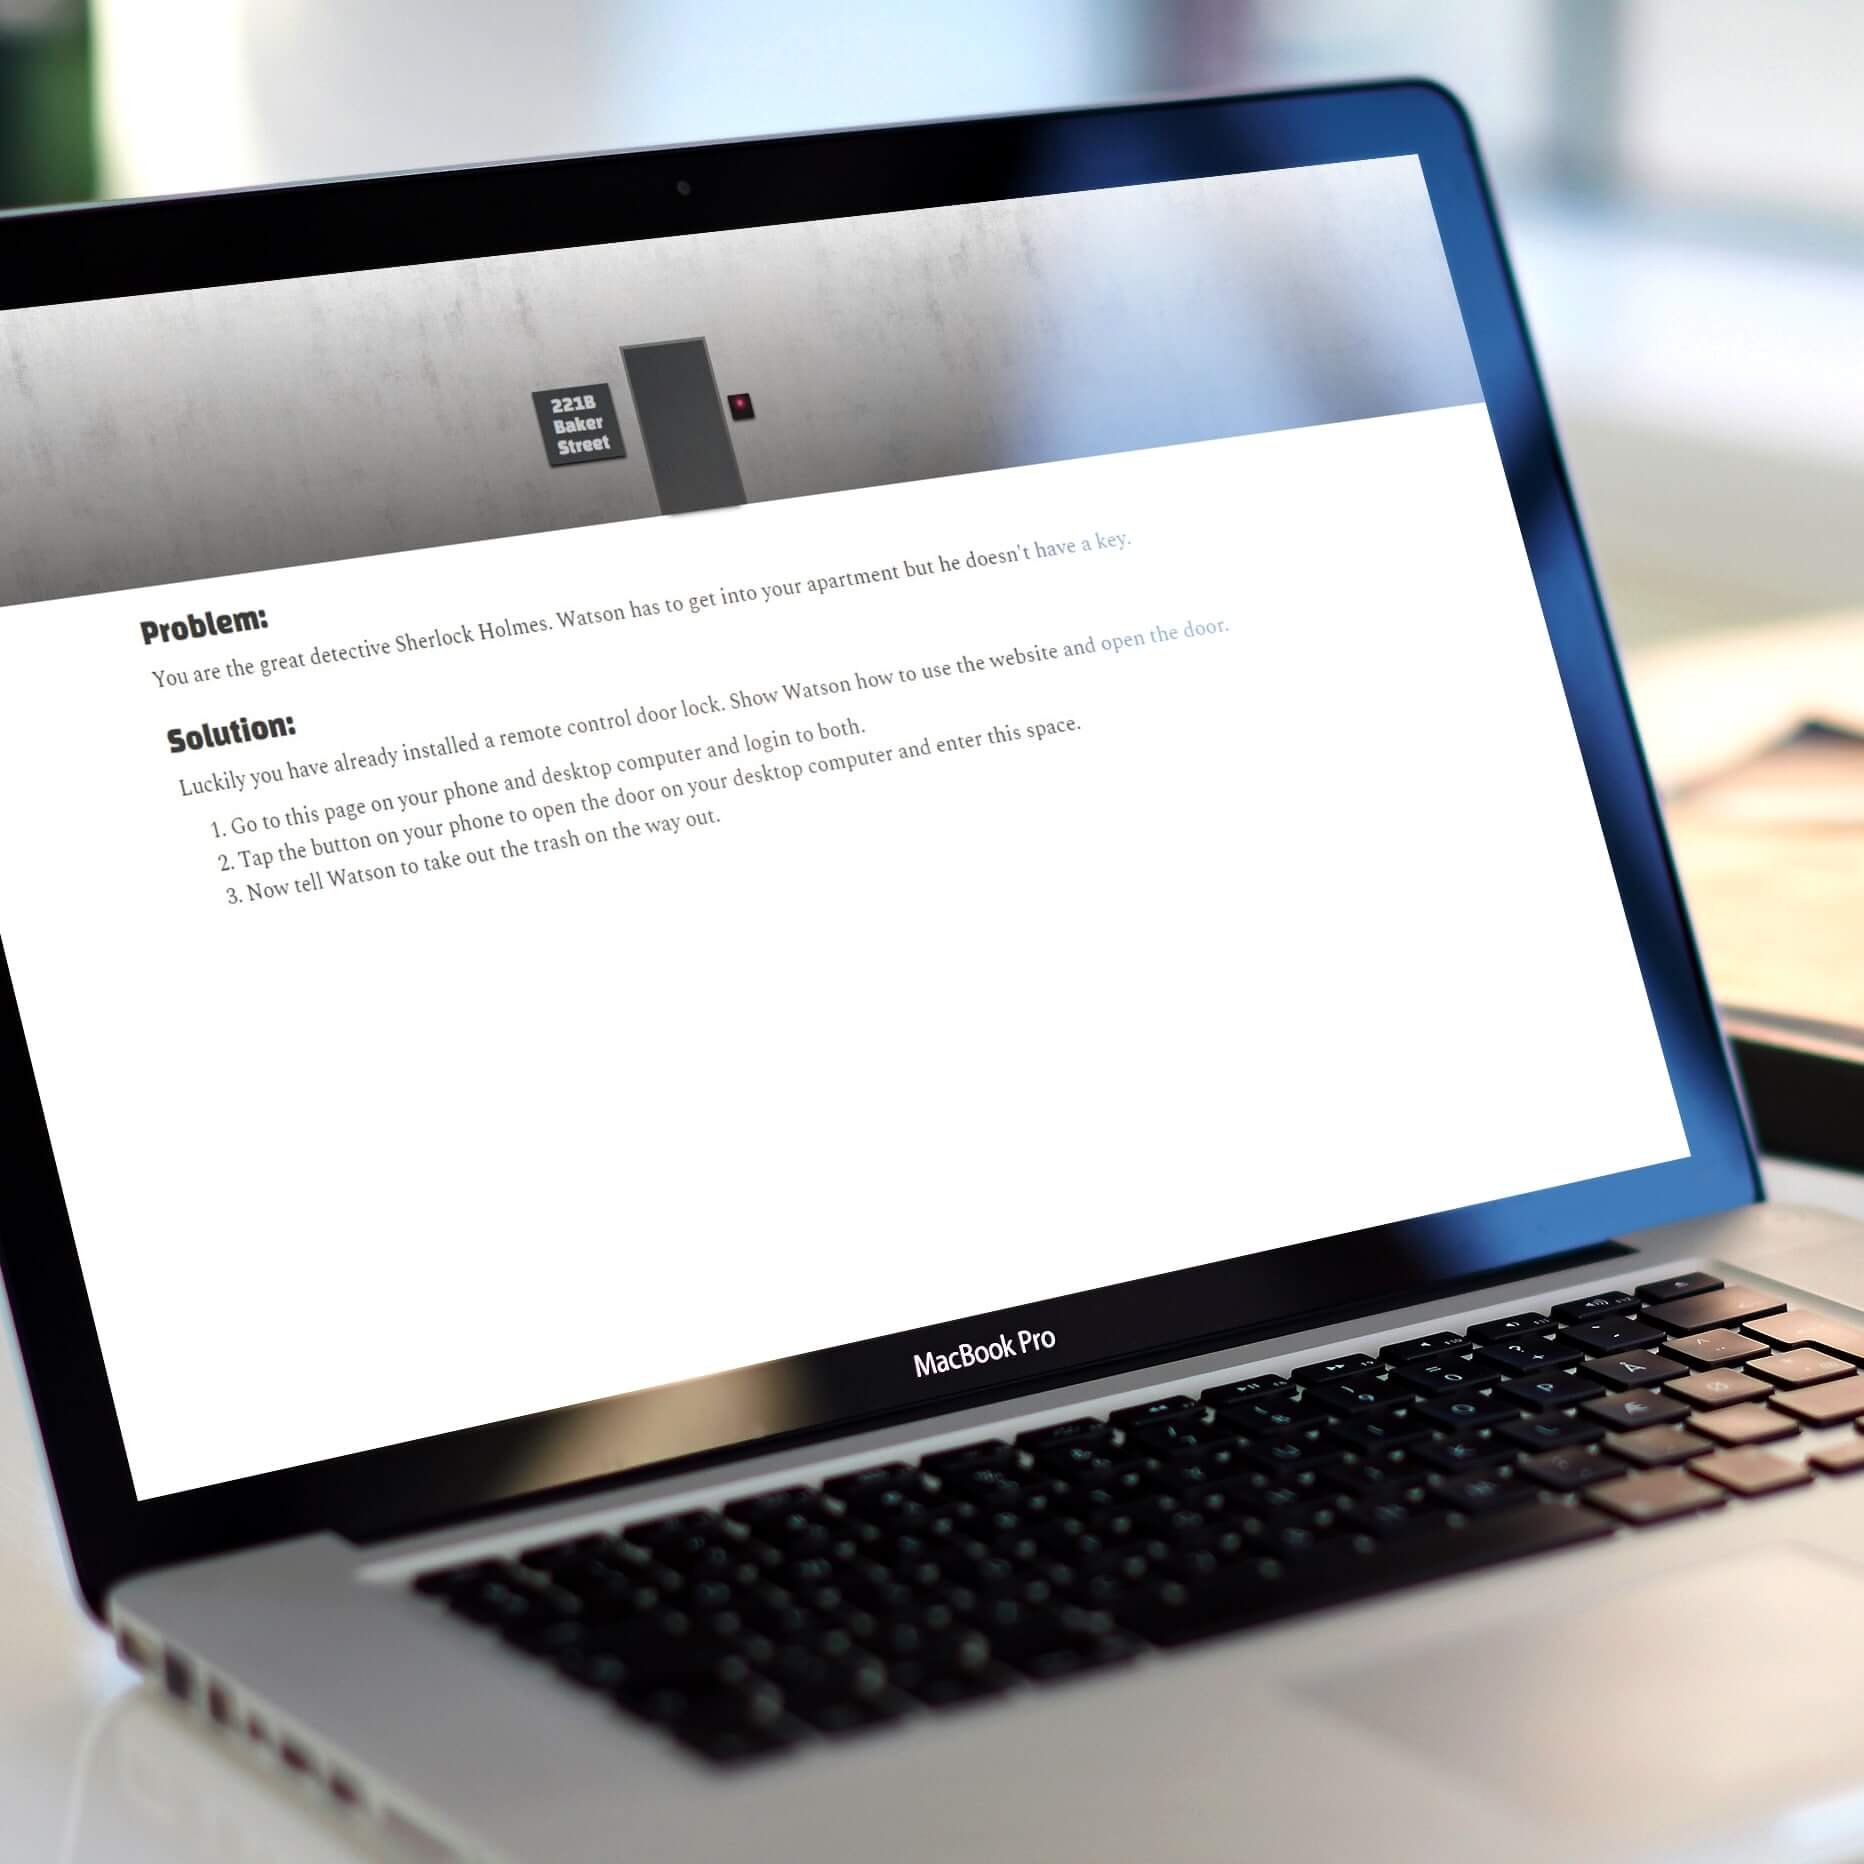 221B
Baker
Street
Problem:
You are the great detective Sherlock Holmes. Watson has to get into your apartment but he doesn't have a key.
Solution:
Luckily you have already installed a remote control door lock. Show Watson how to use the website and open the door.
1. Go to this page on your phone and desktop computer and login to both.
2. Tap the button on your phone to open the door on your desktop computer and enter this space.
3. Now tell Watson to take out the trash on the way out.
MacBook Pro